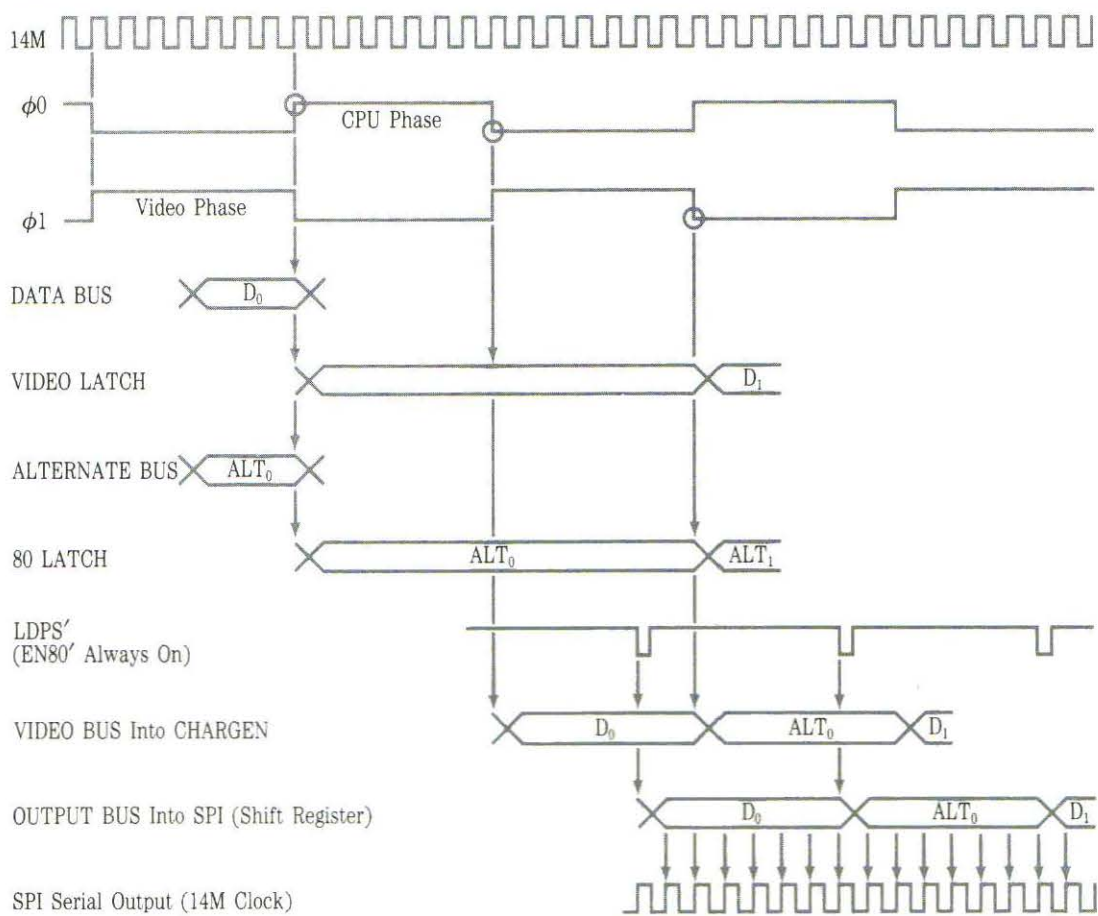 14M
ϕ0
CPU Phase
Video Phase
ϕ1
DATA BUS
D₀
VIDEO LATCH
D₁
ALTERNATE BUS
ALT₀
80 LATCH
ALT₀
ALT₁
LDPS′
(EN80′ Always On)
VIDEO BUS Into CHARGEN
D₀
ALT₀
D₁
OUTPUT BUS Into SPI (Shift Register)
D₀
ALT₀
D₁
SPI Serial Output (14M Clock)